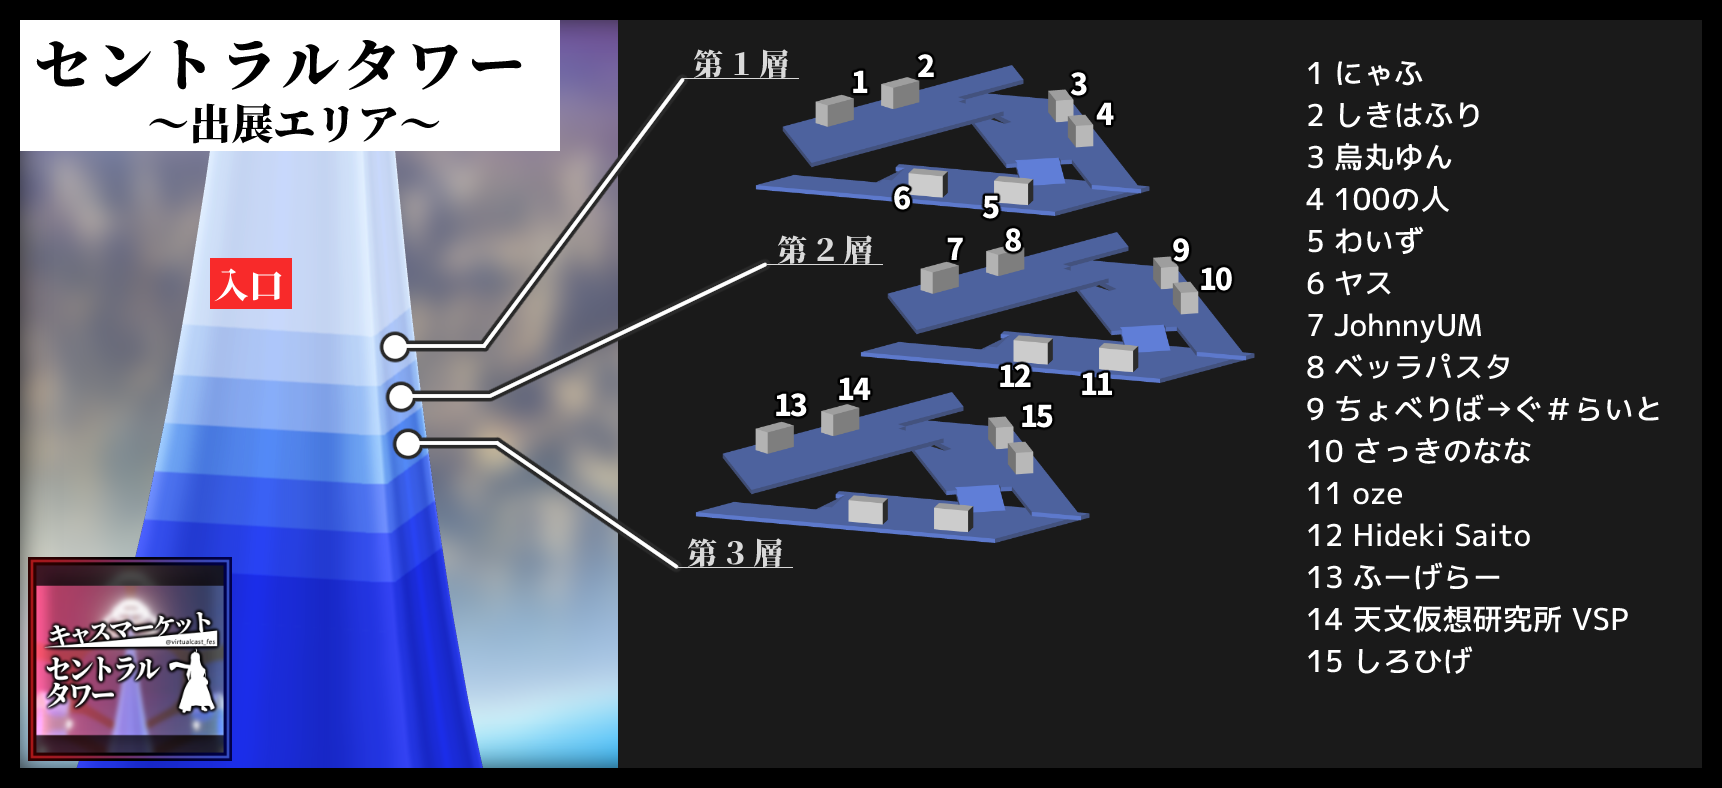 セントラルタワー
～出展エリア～
入口
第1層
1
2
3
4
6
5
第2層
7
8
9
10
12
11
13
14
15
第3層
1 にゃふ
2 しきはふり
3 烏丸ゆん
4 100の人
5 わいず
6 ヤス
7 JohnnyUM
8 ベッラパスタ
9 ちょべりば→ぐ＃らいと
10 さっきのなな
11 oze
12 Hideki Saito
13 ふーげらー
14 天文仮想研究所 VSP
15 しろひげ
キャスマーケット
@virtualcast_fes
セントラル
タワー